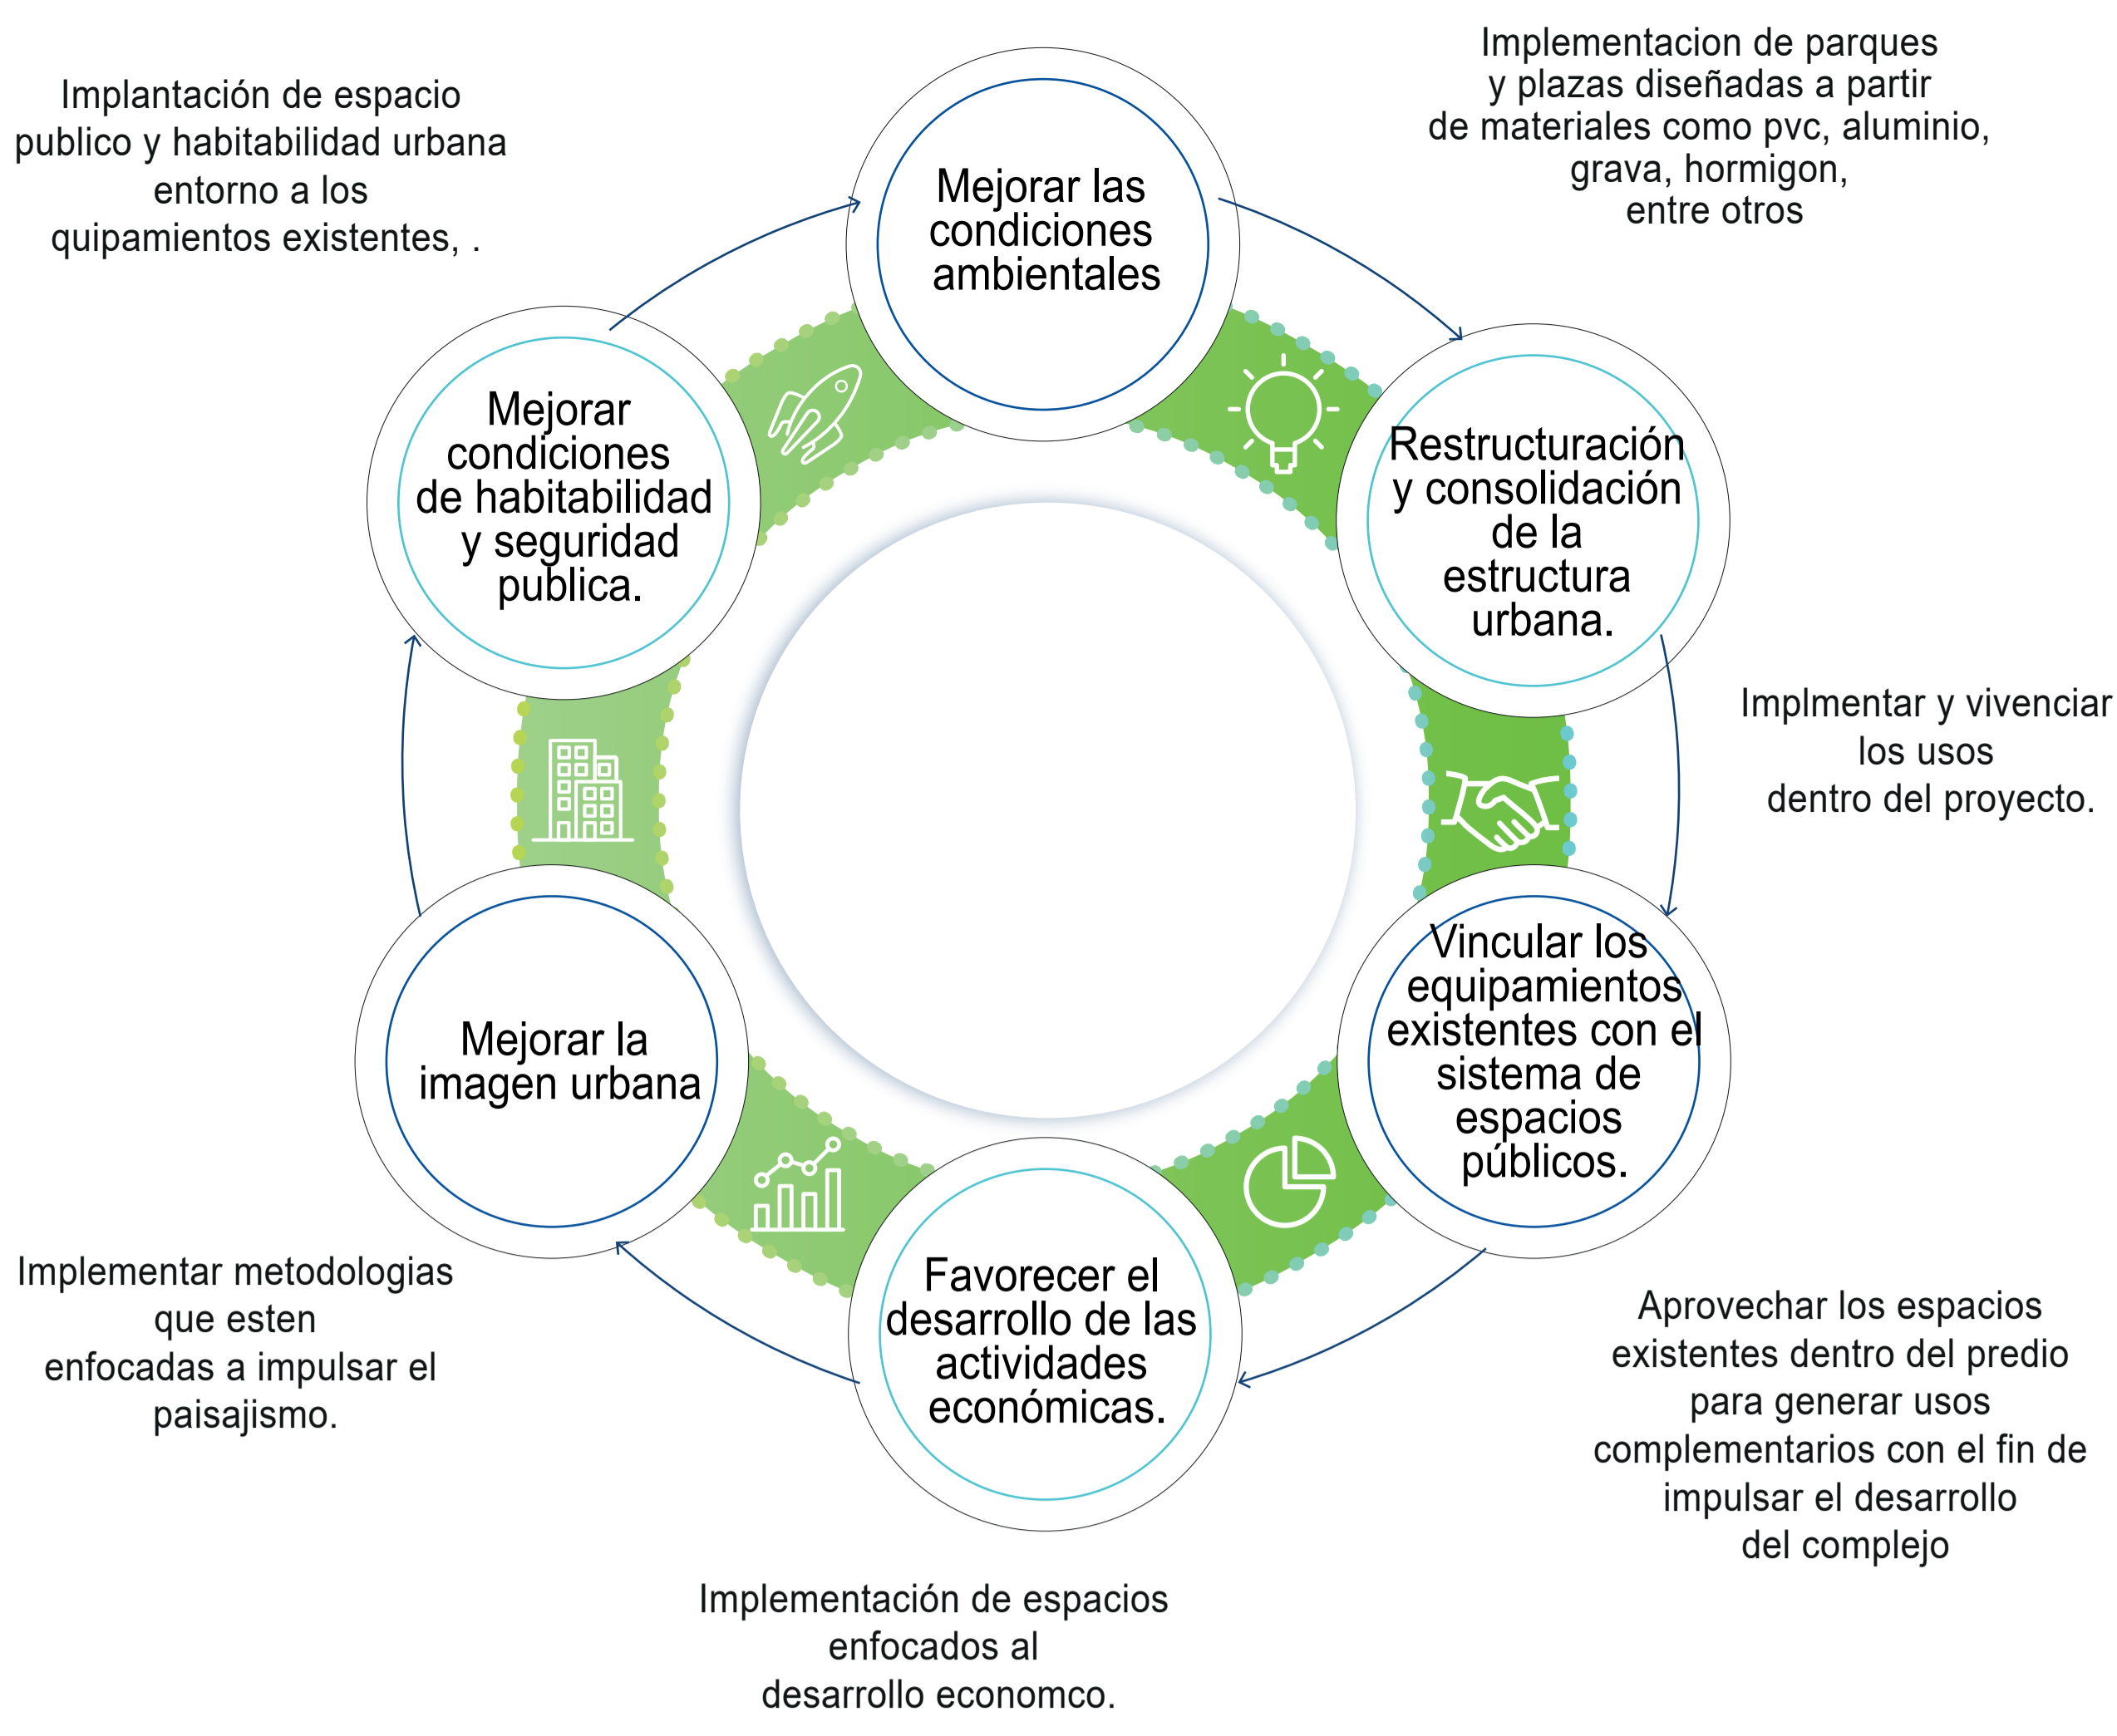 Implantación de espacio
publico y habitabilidad urbana
entorno a los
quipamientos existentes, .
Mejorar las
condiciones
ambientales
Implementacion de parques
y plazas diseñadas a partir
de materiales como pvc, aluminio,
grava, hormigon,
entre otros
Mejorar
condiciones
de habitabilidad
y seguridad
publica.
Restructuración
y consolidación
de la
estructura
urbana.
Implmentar y vivenciar
los usos
dentro del proyecto.
Mejorar la
imagen urbana
Vincular los
equipamientos
existentes con el
sistema de
espacios
públicos.
Implementar metodologias
que esten
enfocadas a impulsar el
paisajismo.
Favorecer el
desarrollo de las
actividades
económicas.
Aprovechar los espacios
existentes dentro del predio
para generar usos
complementarios con el fin de
impulsar el desarrollo
del complejo
Implementación de espacios
enfocados al
desarrollo economco.